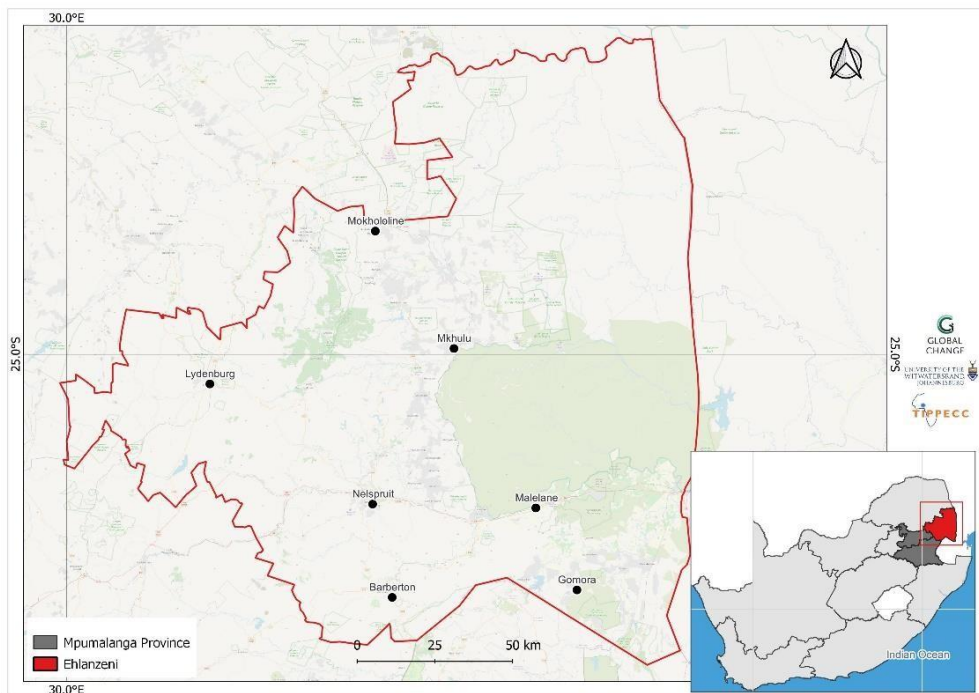 30.0°E
Mokhololine
Mkhulu
25.0°S
25.0°S
Lydenburg
Nelspruit
Malelane
Barberton
Gomora
0 25 50 km
Mpumalanga Province
Ehlanzeni
30.0°E
GLOBAL
CHANGE
UNIVERSITY OF THE
WITWATERSRAND
JOHANNESBURG
TIPPECC
Indian Ocean